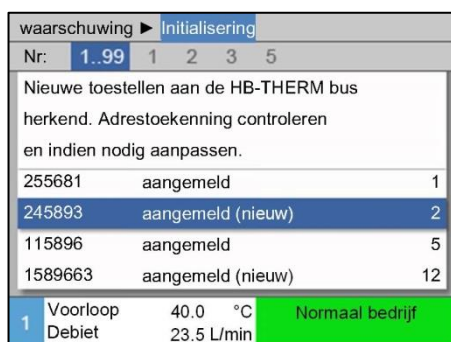 waarschuwing ► Initialisering
Nr: 1..99 1 2 3 5
Nieuwe toestellen aan de HB-THERM bus
herkend. Adrestoekenning controleren
en indien nodig aanpassen.
255681 aangemeld 1
245893 aangemeld (nieuw) 2
115896 aangemeld 5
1589663 aangemeld (nieuw) 12
1 Voorloop 40.0 °C Normaal bedrijf
Debiet 23.5 L/min